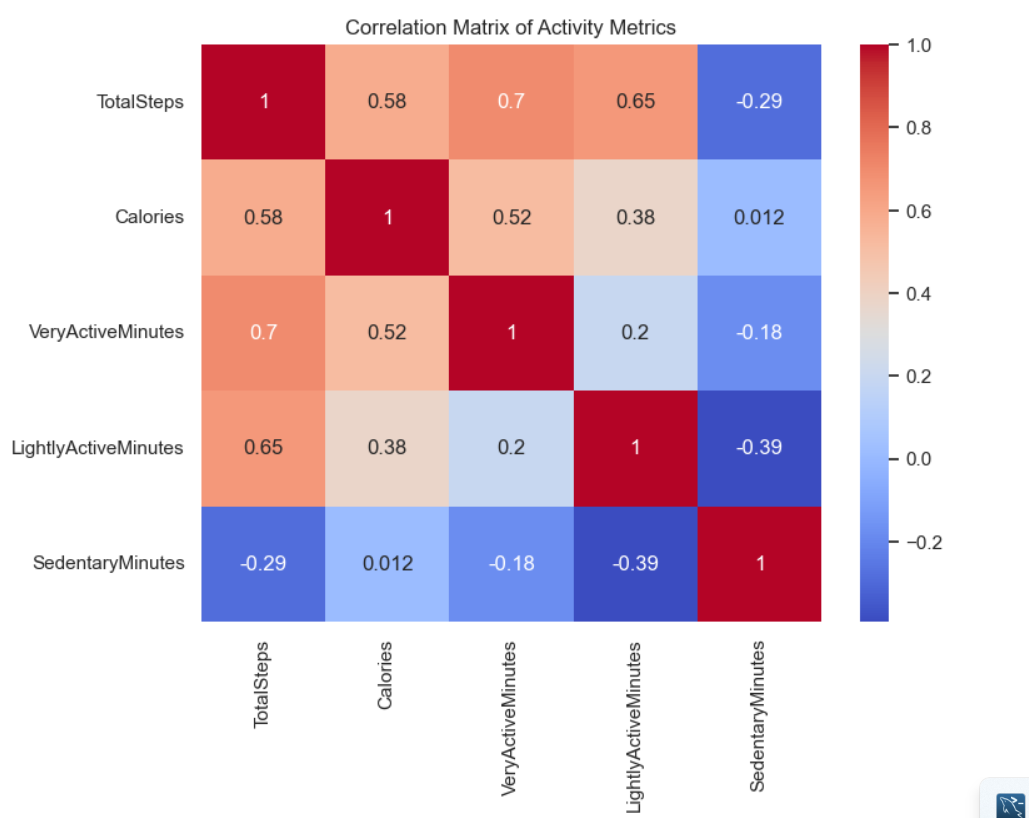 Correlation Matrix of Activity Metrics
TotalSteps 1 0.58 0.7 0.65 -0.29
Calories 0.58 1 0.52 0.38 0.012
VeryActiveMinutes 0.7 0.52 1 0.2 -0.18
LightlyActiveMinutes 0.65 0.38 0.2 1 -0.39
SedentaryMinutes -0.29 0.012 -0.18 -0.39 1
TotalSteps
Calories
VeryActiveMinutes
LightlyActiveMinutes
SedentaryMinutes
1.0
0.8
0.6
0.4
0.2
0.0
−0.2